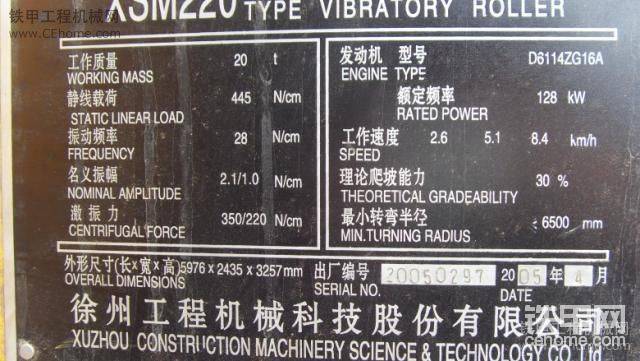 铁甲工程机械网
www.CEhome.com
XSM220 TYPE VIBRATORY ROLLER
工作质量 20 t
WORKING MASS
静线载荷 445 N/cm
STATIC LINEAR LOAD
振动频率 28 N/cm
FREQUENCY
名义振幅 2.1/1.0 N/cm
NOMINAL AMPLITUDE
激振力 350/220 N/cm
CENTRIFUGAL FORCE
发动机 型号 D6114ZG16A
ENGINE TYPE
额定频率 128 kW
RATED POWER
工作速度 2.6 5.1 8.4 km/h
SPEED
理论爬坡能力 30 %
THEORETICAL GRADEABILITY
最小转弯半径 6500 mm
MIN.TURNING RADIUS
外形尺寸(长×宽×高) 5976 × 2435 × 3257mm
OVERALL DIMENSIONS
出厂编号 20050297 2005年4月
SERIAL NO. DATE
徐州工程机械科技股份有限公司
XUZHOU CONSTRUCTION MACHINERY SCIENCE & TECHNOLOGY CO.LTD
铁甲网